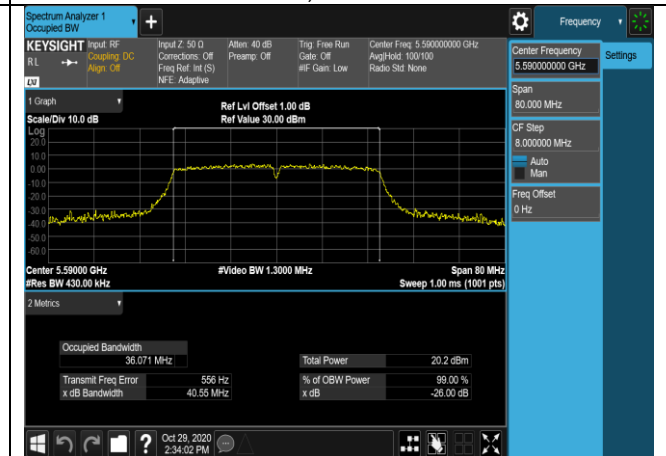 Spectrum Analyzer 1
Occupied BW
Frequency
KEYSIGHT
RL
LXI
Input: RF
Coupling: DC
Align: Off
Input Z: 50 Ω
Corrections: Off
Freq Ref: Int (S)
NFE: Adaptive
Atten: 40 dB
Preamp: Off
Trig: Free Run
Gate: Off
#IF Gain: Low
Center Freq: 5.590000000 GHz
Avg|Hold: 100/100
Radio Std: None
Center Frequency
5.590000000 GHz
Settings
Span
80.000 MHz
CF Step
8.000000 MHz
Auto
Man
Freq Offset
0 Hz
1 Graph
Scale/Div 10.0 dB
Ref Lvl Offset 1.00 dB
Ref Value 30.00 dBm
Log
20.0
10.0
0.00
-10.0
-20.0
-30.0
-40.0
-50.0
-60.0
Center 5.59000 GHz
#Video BW 1.3000 MHz
Span 80 MHz
#Res BW 430.00 kHz
Sweep 1.00 ms (1001 pts)
2 Metrics
Occupied Bandwidth
36.071 MHz
Total Power 20.2 dBm
Transmit Freq Error 556 Hz
% of OBW Power 99.00 %
x dB Bandwidth 40.55 MHz
x dB -26.00 dB
?
Oct 29, 2020
2:34:02 PM